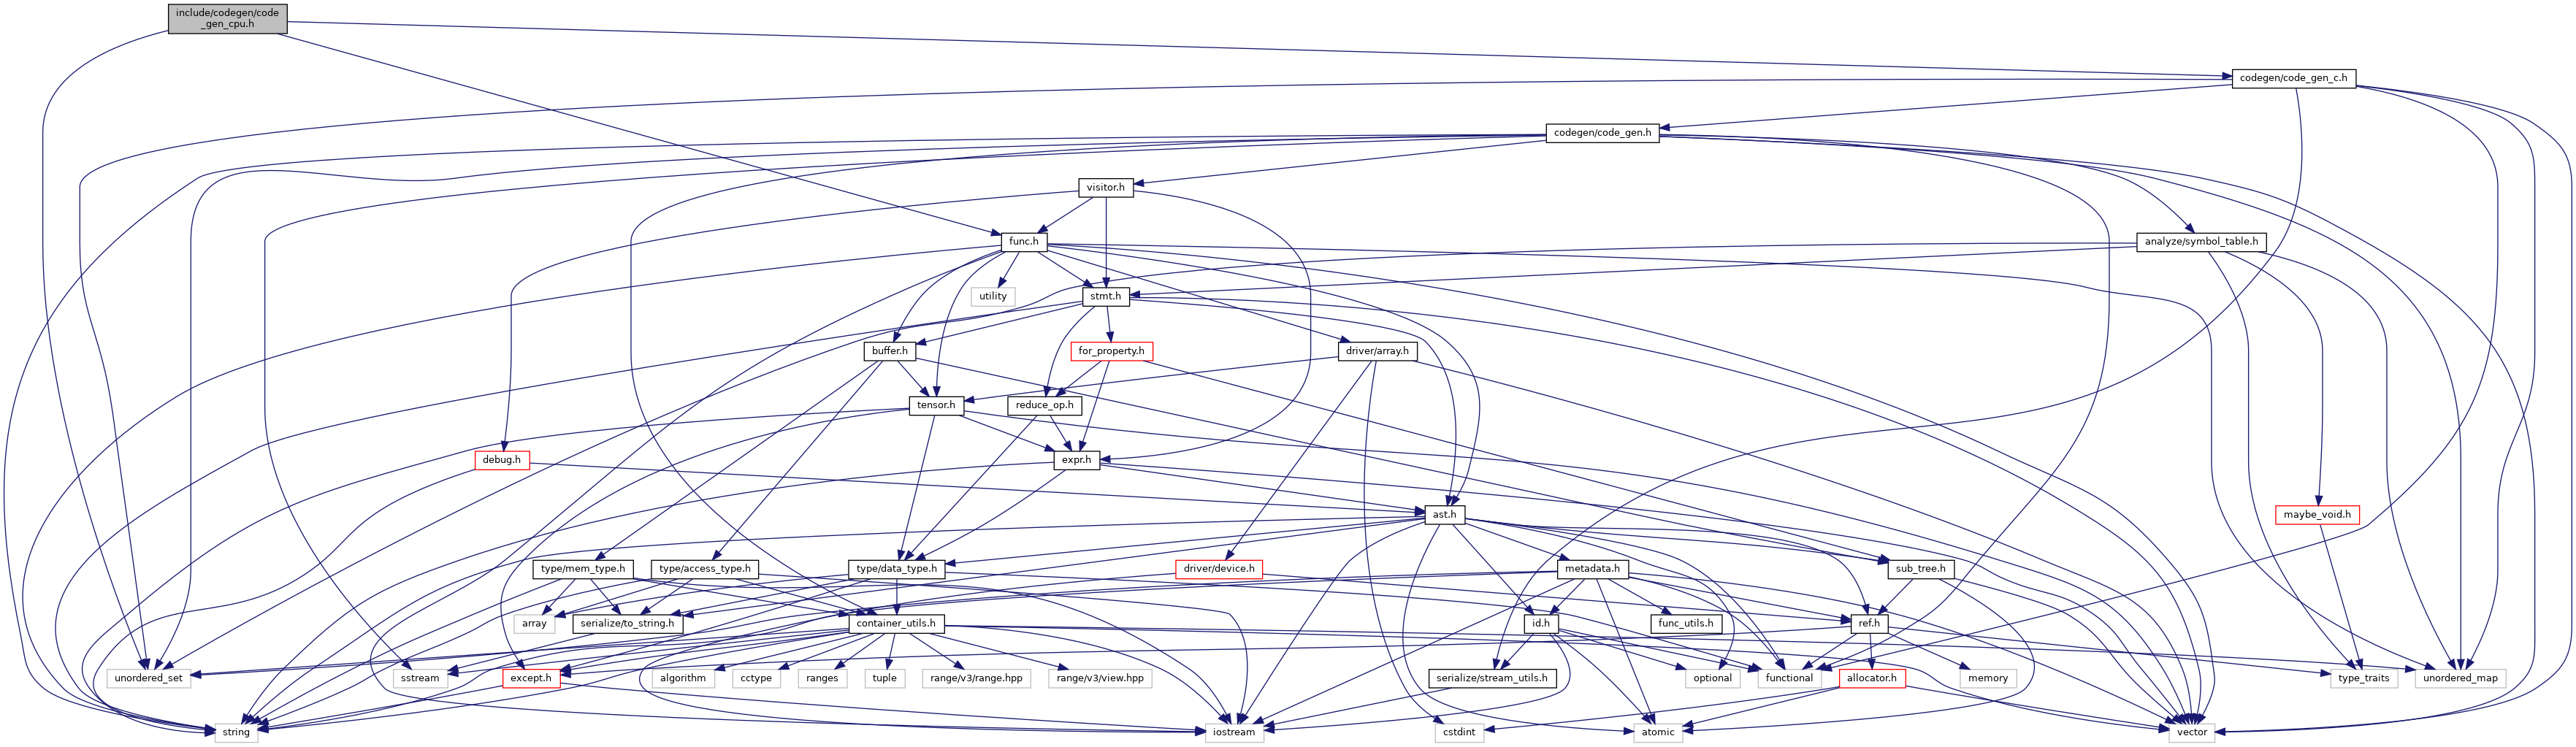 include/codegen/code
_gen_cpu.h
codegen/code_gen_c.h
codegen/code_gen.h
visitor.h
func.h
analyze/symbol_table.h
utility
stmt.h
buffer.h
for_property.h
driver/array.h
tensor.h
reduce_op.h
debug.h
expr.h
ast.h
maybe_void.h
type/mem_type.h
type/access_type.h
type/data_type.h
driver/device.h
metadata.h
sub_tree.h
array
serialize/to_string.h
container_utils.h
id.h
func_utils.h
ref.h
unordered_set
sstream
except.h
algorithm
cctype
ranges
tuple
range/v3/range.hpp
range/v3/view.hpp
serialize/stream_utils.h
optional
functional
allocator.h
memory
type_traits
unordered_map
string
iostream
cstdint
atomic
vector